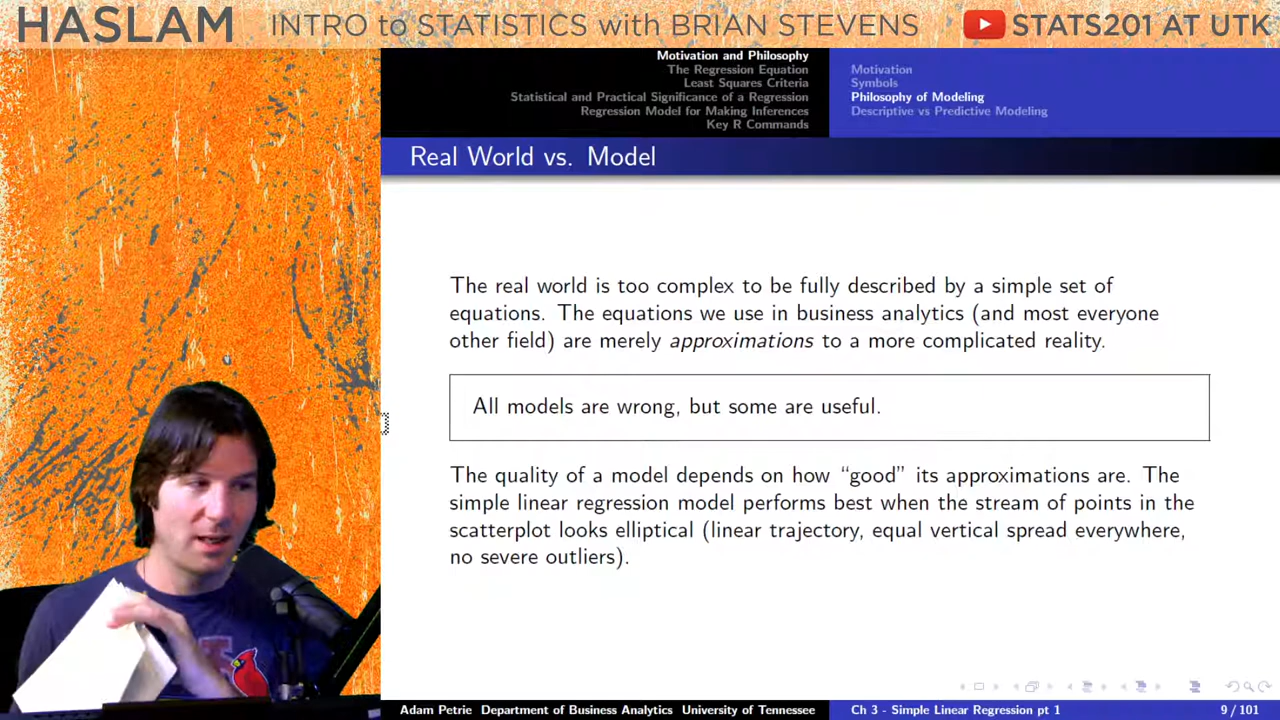 HASLAM INTRO to STATISTICS with BRIAN STEVENS STATS201 AT UTK
Motivation and Philosophy
The Regression Equation
Least Squares Criteria
Statistical and Practical Significance of a Regression
Regression Model for Making Inferences
Key R Commands
Motivation
Symbols
Philosophy of Modeling
Descriptive vs Predictive Modeling
Real World vs. Model
The real world is too complex to be fully described by a simple set of
equations. The equations we use in business analytics (and most everyone
other field) are merely approximations to a more complicated reality.
All models are wrong, but some are useful.
The quality of a model depends on how “good” its approximations are. The
simple linear regression model performs best when the stream of points in the
scatterplot looks elliptical (linear trajectory, equal vertical spread everywhere,
no severe outliers).
Adam Petrie Department of Business Analytics University of Tennessee Ch 3 - Simple Linear Regression pt 1 9 / 101